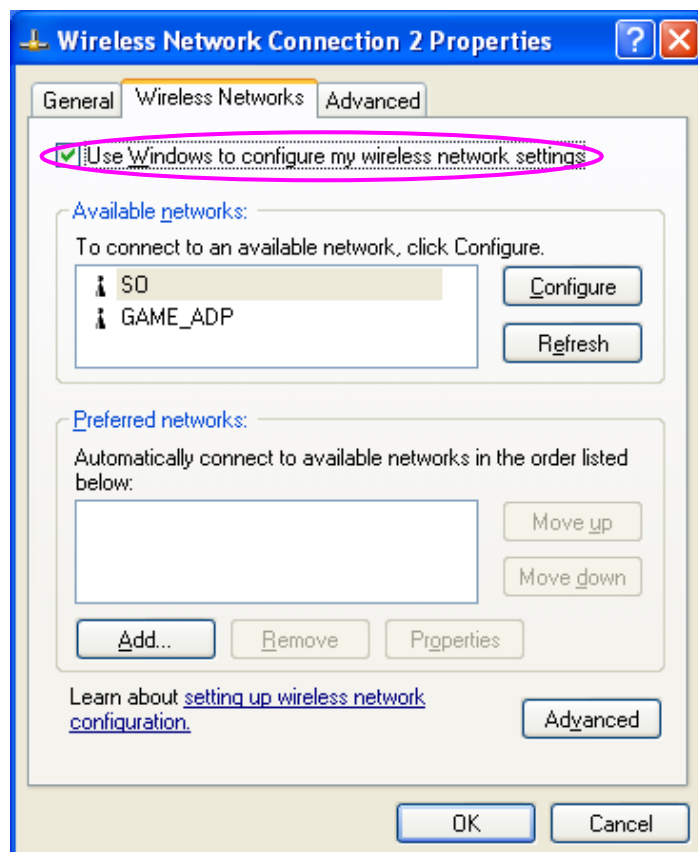 Wireless Network Connection 2 Properties
General Wireless Networks Advanced
Use Windows to configure my wireless network settings
Available networks:
To connect to an available network, click Configure.
SO
Configure
GAME_ADP
Refresh
Preferred networks:
Automatically connect to available networks in the order listed
below:
Move up
Move down
Add... Remove Properties
Learn about setting up wireless network
configuration.
Advanced
OK Cancel